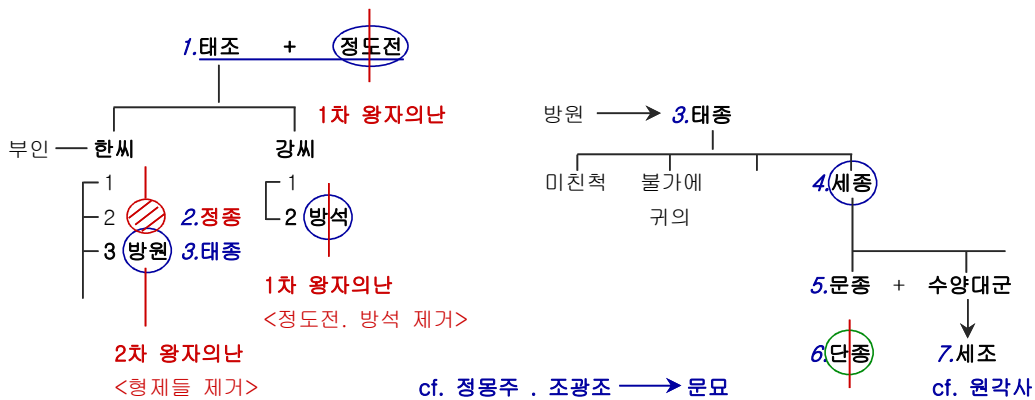 1.태조 + 정도전
1차 왕자의난
부인 한씨 강씨
1
2 2.정종
3 방원 3.태종
1
2 방석
1차 왕자의난
<정도전. 방석 제거>
2차 왕자의난
<형제들 제거>
방원 3.태종
미친척 불가에 4.세종
귀의
5.문종 + 수양대군
6.단종 7.세조
cf. 정몽주 . 조광조 문묘 cf. 원각사